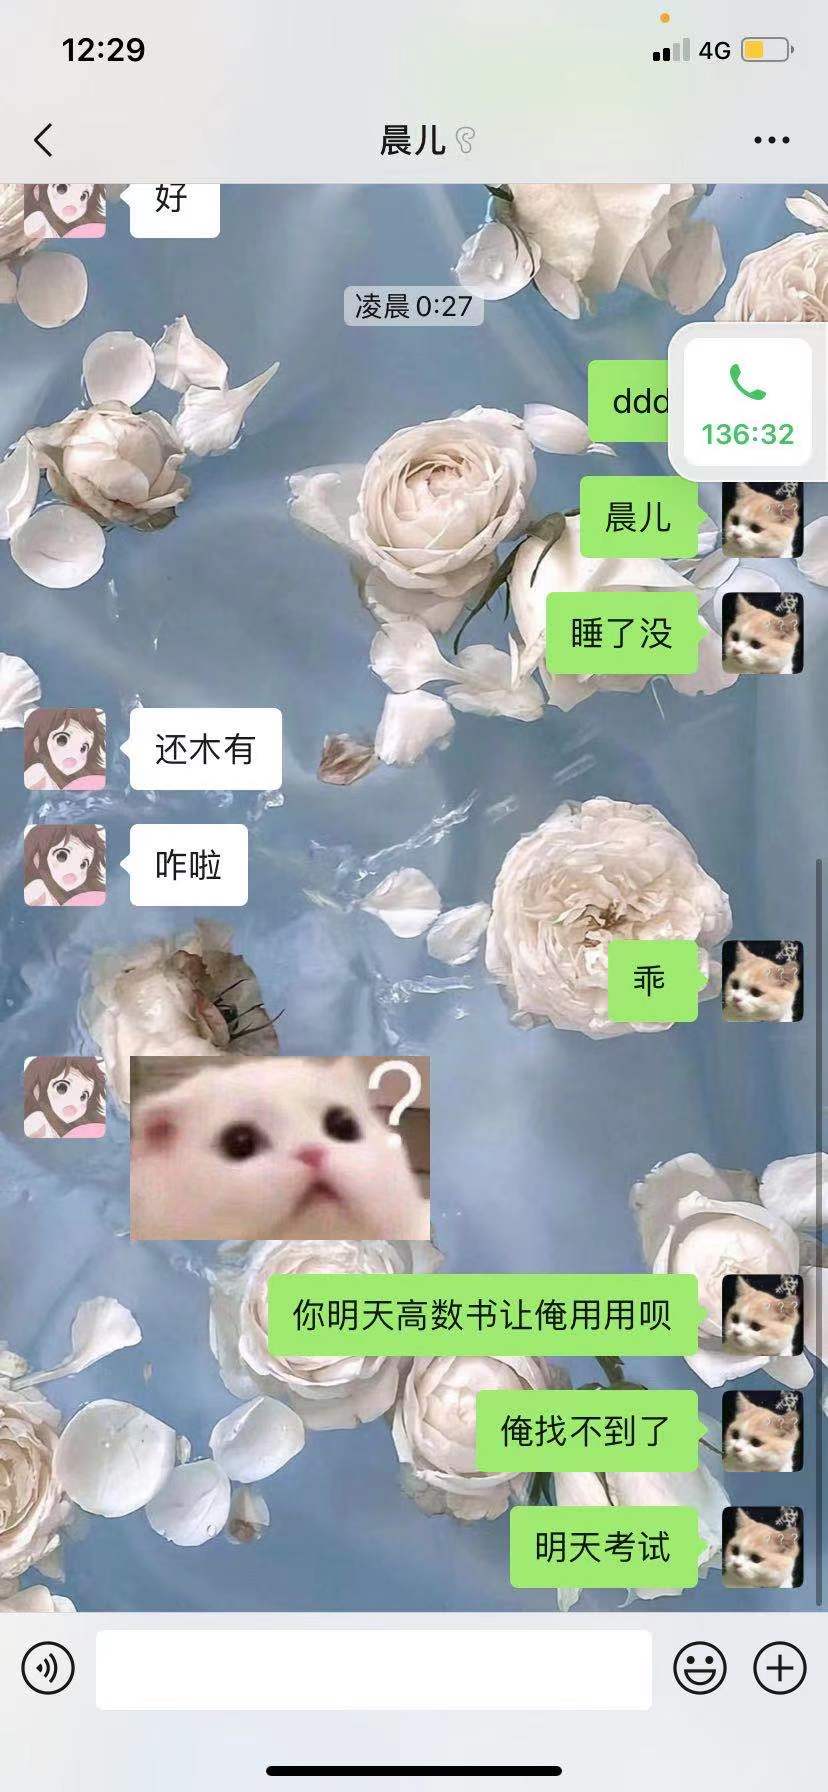 12:29
4G
晨儿
好
凌晨 0:27
ddd
136:32
晨儿
睡了没
还木有
咋啦
乖
?
你明天高数书让俺用用呗
俺找不到了
明天考试